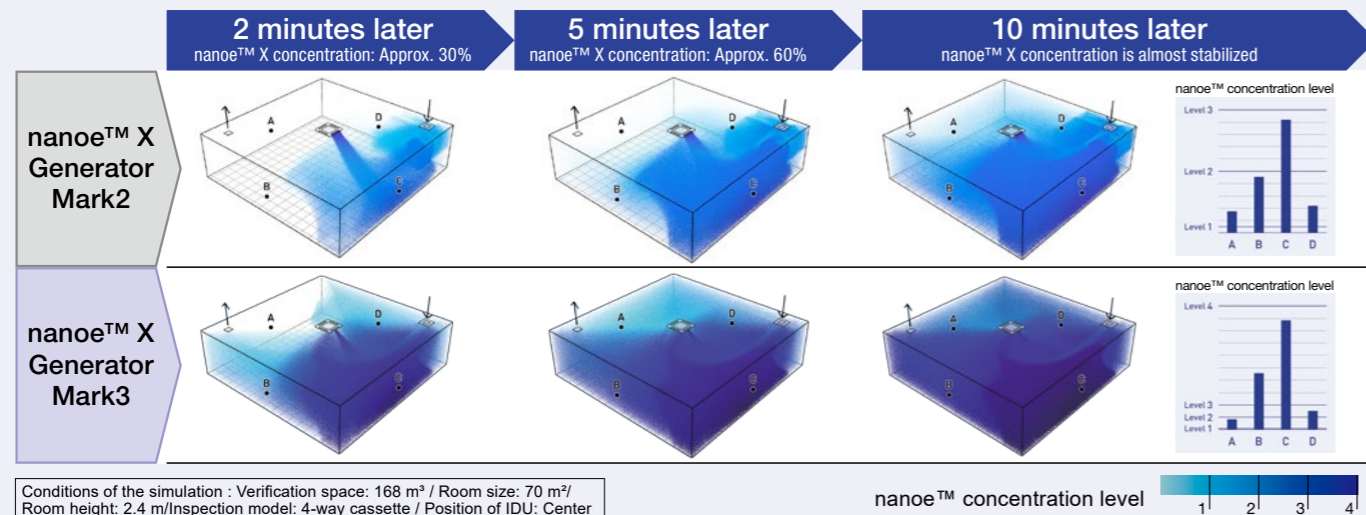 2 minutes later
nanoe™ X concentration: Approx. 30%
5 minutes later
nanoe™ X concentration: Approx. 60%
10 minutes later
nanoe™ X concentration is almost stabilized
nanoe™ X
Generator
Mark2
A
D
B
C
A
D
B
C
A
D
B
C
nanoe™ concentration level
Level 3
Level 2
Level 1
A B C D
nanoe™ X
Generator
Mark3
A
D
B
C
A
D
B
C
A
D
B
C
nanoe™ concentration level
Level 4
Level 3
Level 2
Level 1
A B C D
Conditions of the simulation : Verification space: 168 m³ / Room size: 70 m²/
Room height: 2.4 m/Inspection model: 4-way cassette / Position of IDU: Center
nanoe™ concentration level
1 2 3 4